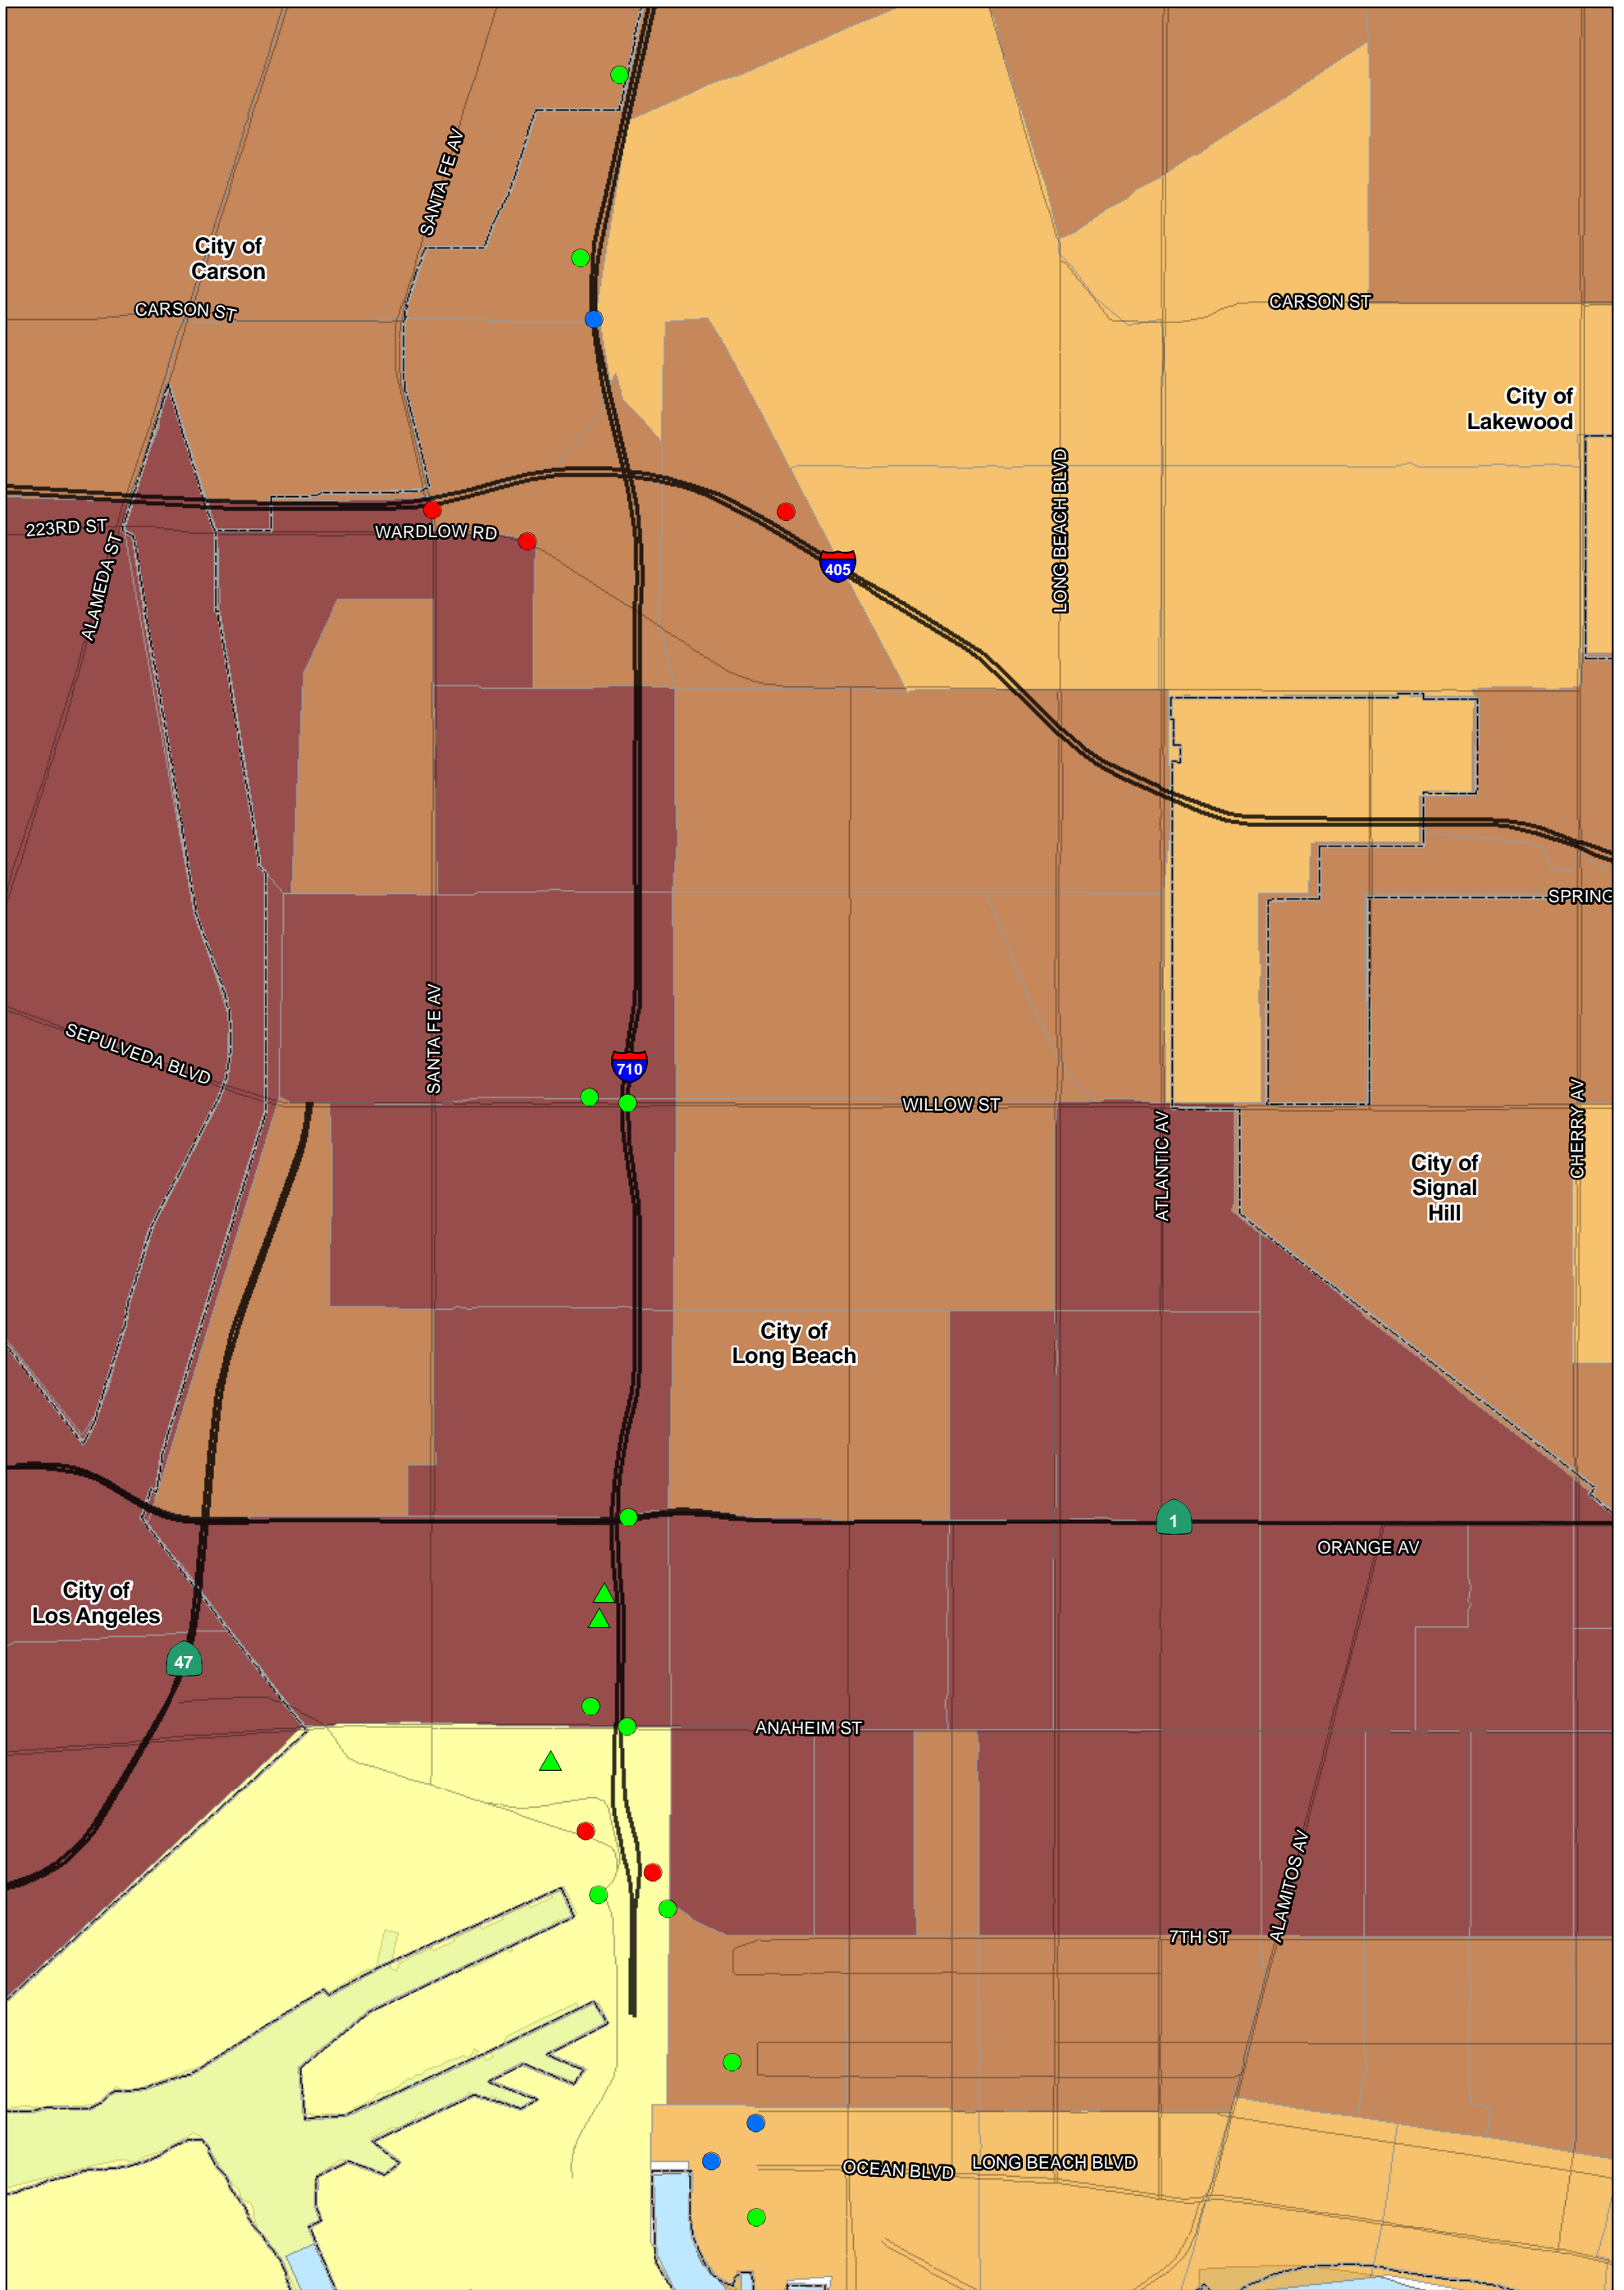 SANTA FE AV
City of
Carson
CARSON ST
CARSON ST
City of
Lakewood
LONG BEACH BLVD
223RD ST
WARDLOW RD
405
ALAMEDA ST
SPRING
SANTA FE AV
SEPULVEDA BLVD
710
WILLOW ST
ATLANTIC AV
CHERRY AV
City of
Signal
Hill
City of
Long Beach
1
ORANGE AV
City of
Los Angeles
47
ANAHEIM ST
ALAMITOS AV
7TH ST
OCEAN BLVD
LONG BEACH BLVD